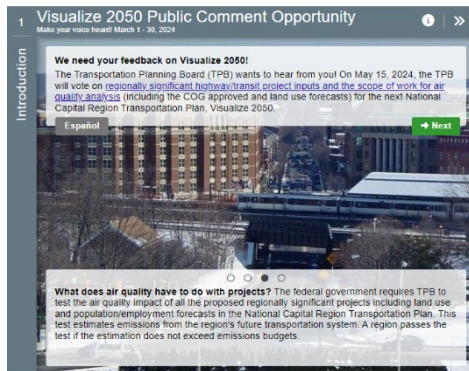 1
Visualize 2050 Public Comment Opportunity
Make your voice heard! March 1 - 30, 2024
Introduction
We need your feedback on Visualize 2050!
The Transportation Planning Board (TPB) wants to hear from you! On May 15, 2024, the TPB
will vote on regionally significant highway/transit project inputs and the scope of work for air
quality analysis (including the COG approved and land use forecasts) for the next National
Capital Region Transportation Plan, Visualize 2050.
Español
➔ Next
What does air quality have to do with projects? The federal government requires TPB to
test the air quality impact of all the proposed regionally significant projects including land use
and population/employment forecasts in the National Capital Region Transportation Plan. This
test estimates emissions from the region's future transportation system. A region passes the
test if the estimation does not exceed emissions budgets.